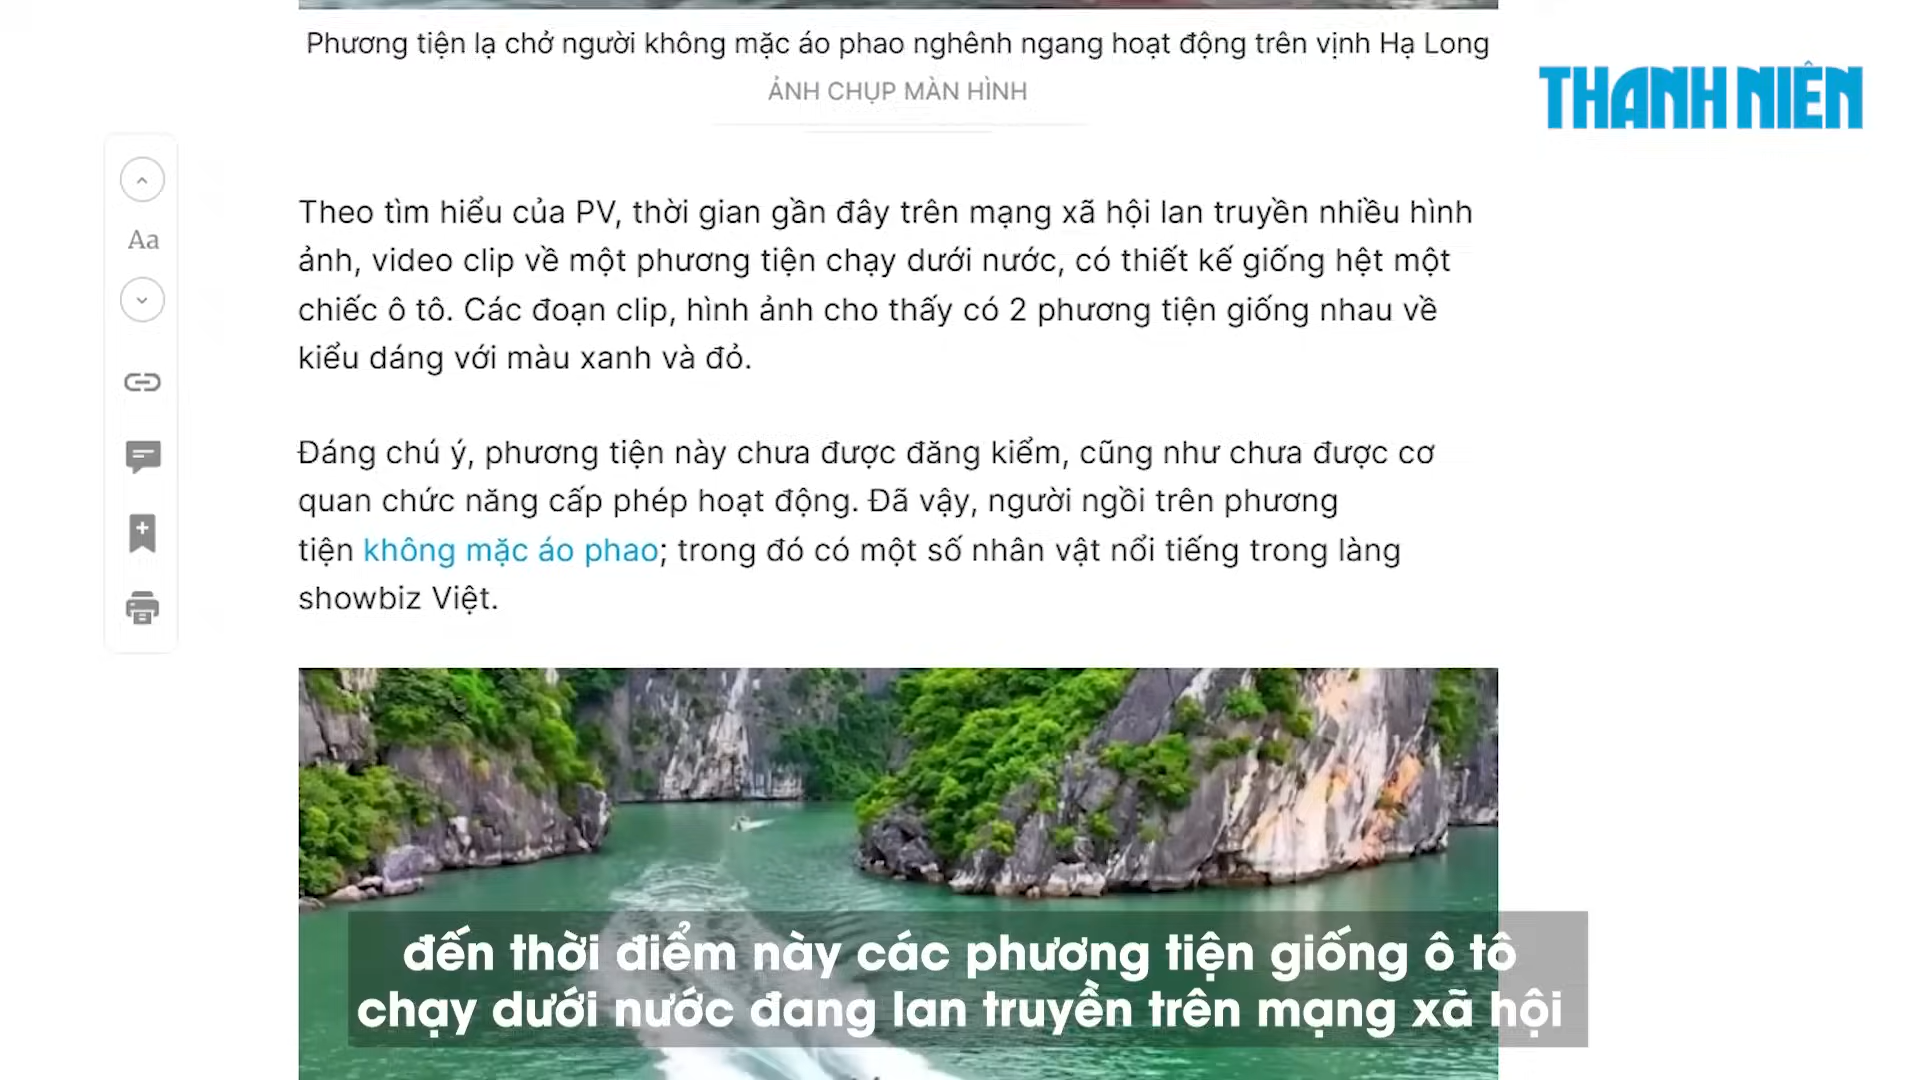 Phương tiện lạ chở người không mặc áo phao nghênh ngang hoạt động trên vịnh Hạ Long
ẢNH CHỤP MÀN HÌNH
THANH NIÊN
Aa
Theo tìm hiểu của PV, thời gian gần đây trên mạng xã hội lan truyền nhiều hình
ảnh, video clip về một phương tiện chạy dưới nước, có thiết kế giống hệt một
chiếc ô tô. Các đoạn clip, hình ảnh cho thấy có 2 phương tiện giống nhau về
kiểu dáng với màu xanh và đỏ.
Đáng chú ý, phương tiện này chưa được đăng kiểm, cũng như chưa được cơ
quan chức năng cấp phép hoạt động. Đã vậy, người ngồi trên phương
tiện không mặc áo phao; trong đó có một số nhân vật nổi tiếng trong làng
showbiz Việt.
đến thời điểm này các phương tiện giống ô tô
chạy dưới nước đang lan truyền trên mạng xã hội